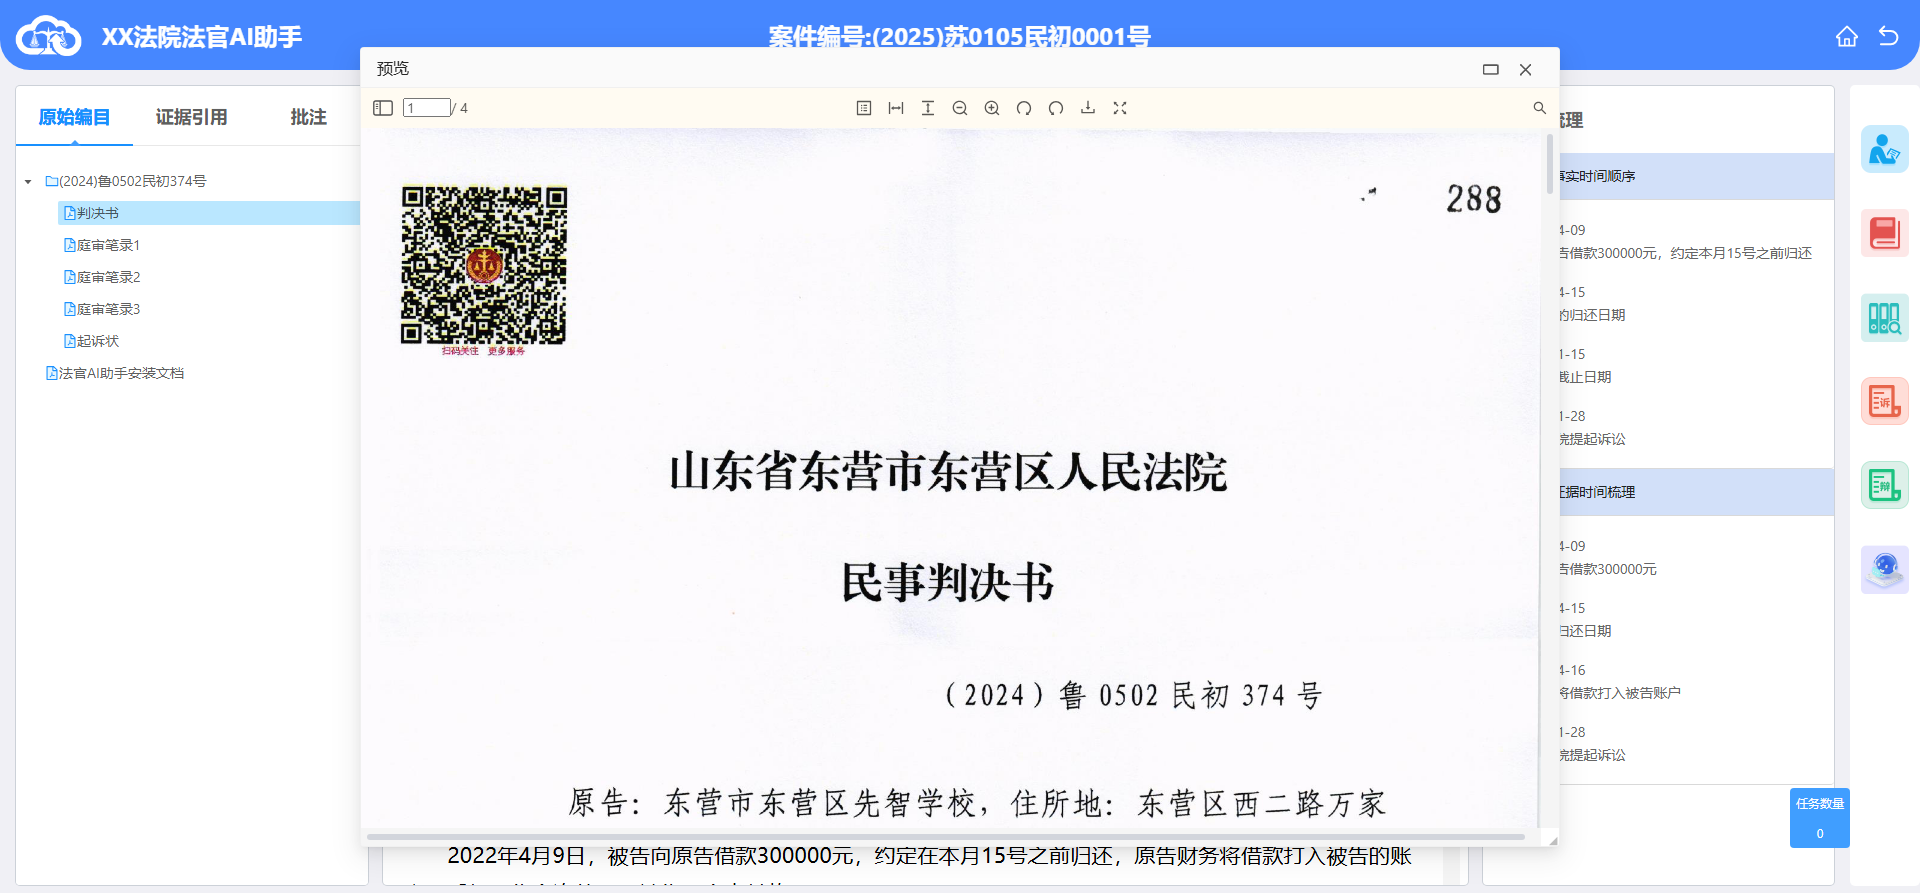 XX法院法官AI助手
案件编号:(2025)苏0105民初0001号
预览
1 / 4
原始编目
证据引用
批注
(2024)鲁0502民初374号
判决书
庭审笔录1
庭审笔录2
庭审笔录3
起诉状
法官AI助手安装文档
288
扫码关注 更多服务
山东省东营市东营区人民法院
民事判决书
（2024）鲁 0502 民初 374 号
原告：东营市东营区先智学校，住所地：东营区西二路万家
2022年4月9日，被告向原告借款300000元，约定在本月15号之前归还，原告财务将借款打入被告的账
理
事实时间顺序
4-09
告借款300000元，约定本月15号之前归还
4-15
的归还日期
1-15
截止日期
1-28
院提起诉讼
证据时间梳理
4-09
告借款300000元
4-15
归还日期
4-16
将借款打入被告账户
1-28
院提起诉讼
诉
辩
任务数量
0